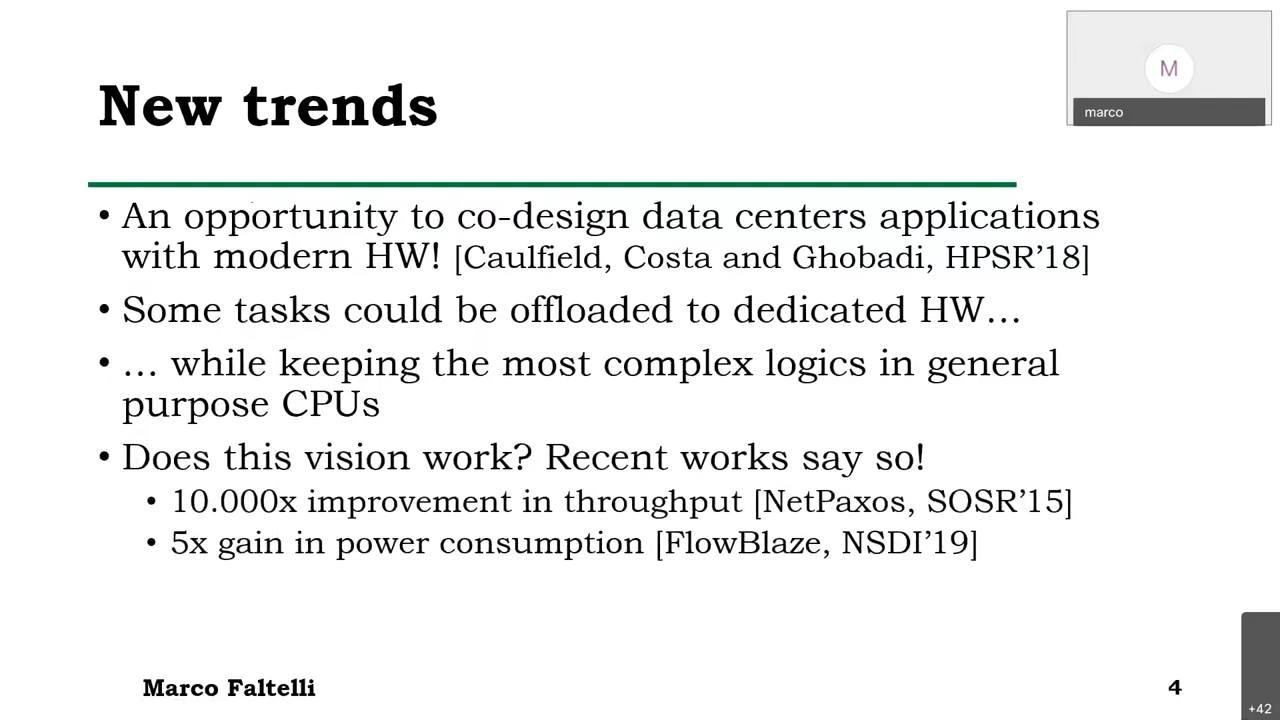 New trends
M
marco
• An opportunity to co-design data centers applications
with modern HW! [Caulfield, Costa and Ghobadi, HPSR’18]
• Some tasks could be offloaded to dedicated HW…
• … while keeping the most complex logics in general
purpose CPUs
• Does this vision work? Recent works say so!
• 10.000x improvement in throughput [NetPaxos, SOSR’15]
• 5x gain in power consumption [FlowBlaze, NSDI’19]
Marco Faltelli
4
+42